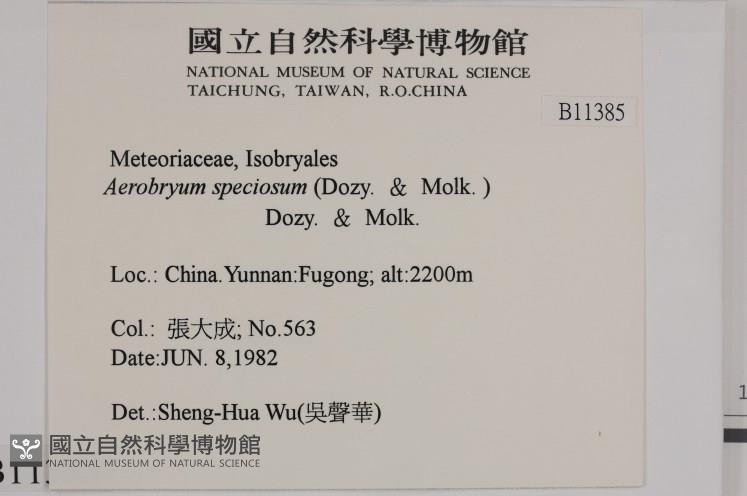 國立自然科學博物館
NATIONAL MUSEUM OF NATURAL SCIENCE
TAICHUNG, TAIWAN, R.O.CHINA
B11385
Meteoriaceae, Isobryales
Aerobryum speciosum (Dozy. & Molk. )
Dozy. & Molk.
Loc.: China.Yunnan:Fugong; alt:2200m
Col.: 張大成; No.563
Date:JUN. 8,1982
Det.:Sheng-Hua Wu(吳聲華)
國立自然科學博物館
NATIONAL MUSEUM OF NATURAL SCIENCE